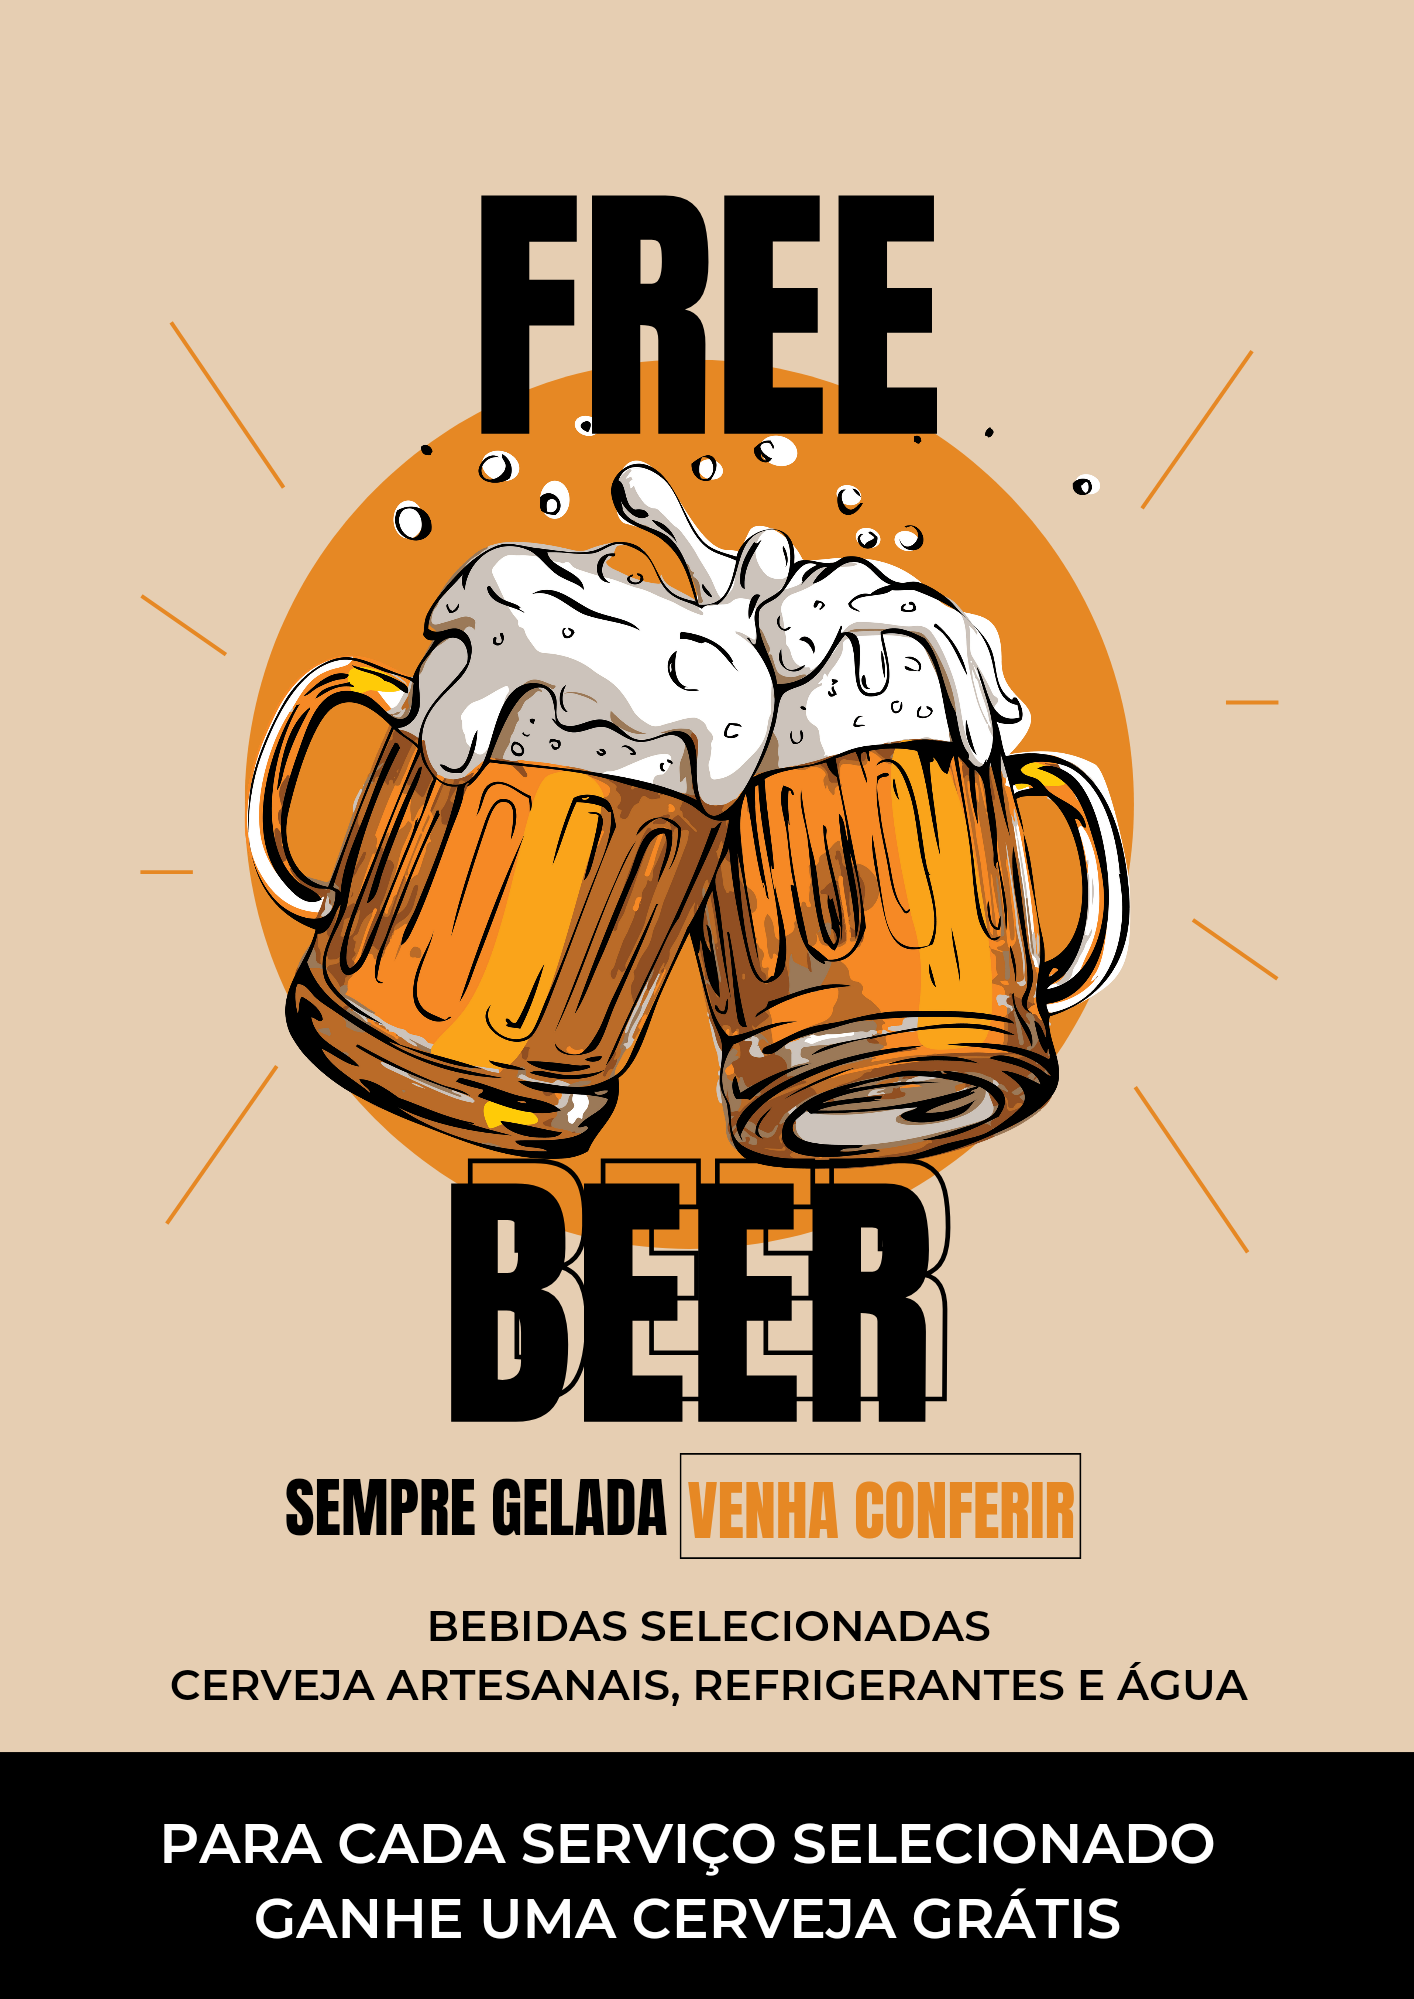 FREE
BEER
SEMPRE GELADA VENHA CONFERIR
BEBIDAS SELECIONADAS
CERVEJA ARTESANAIS, REFRIGERANTES E ÁGUA
PARA CADA SERVIÇO SELECIONADO
GANHE UMA CERVEJA GRÁTIS